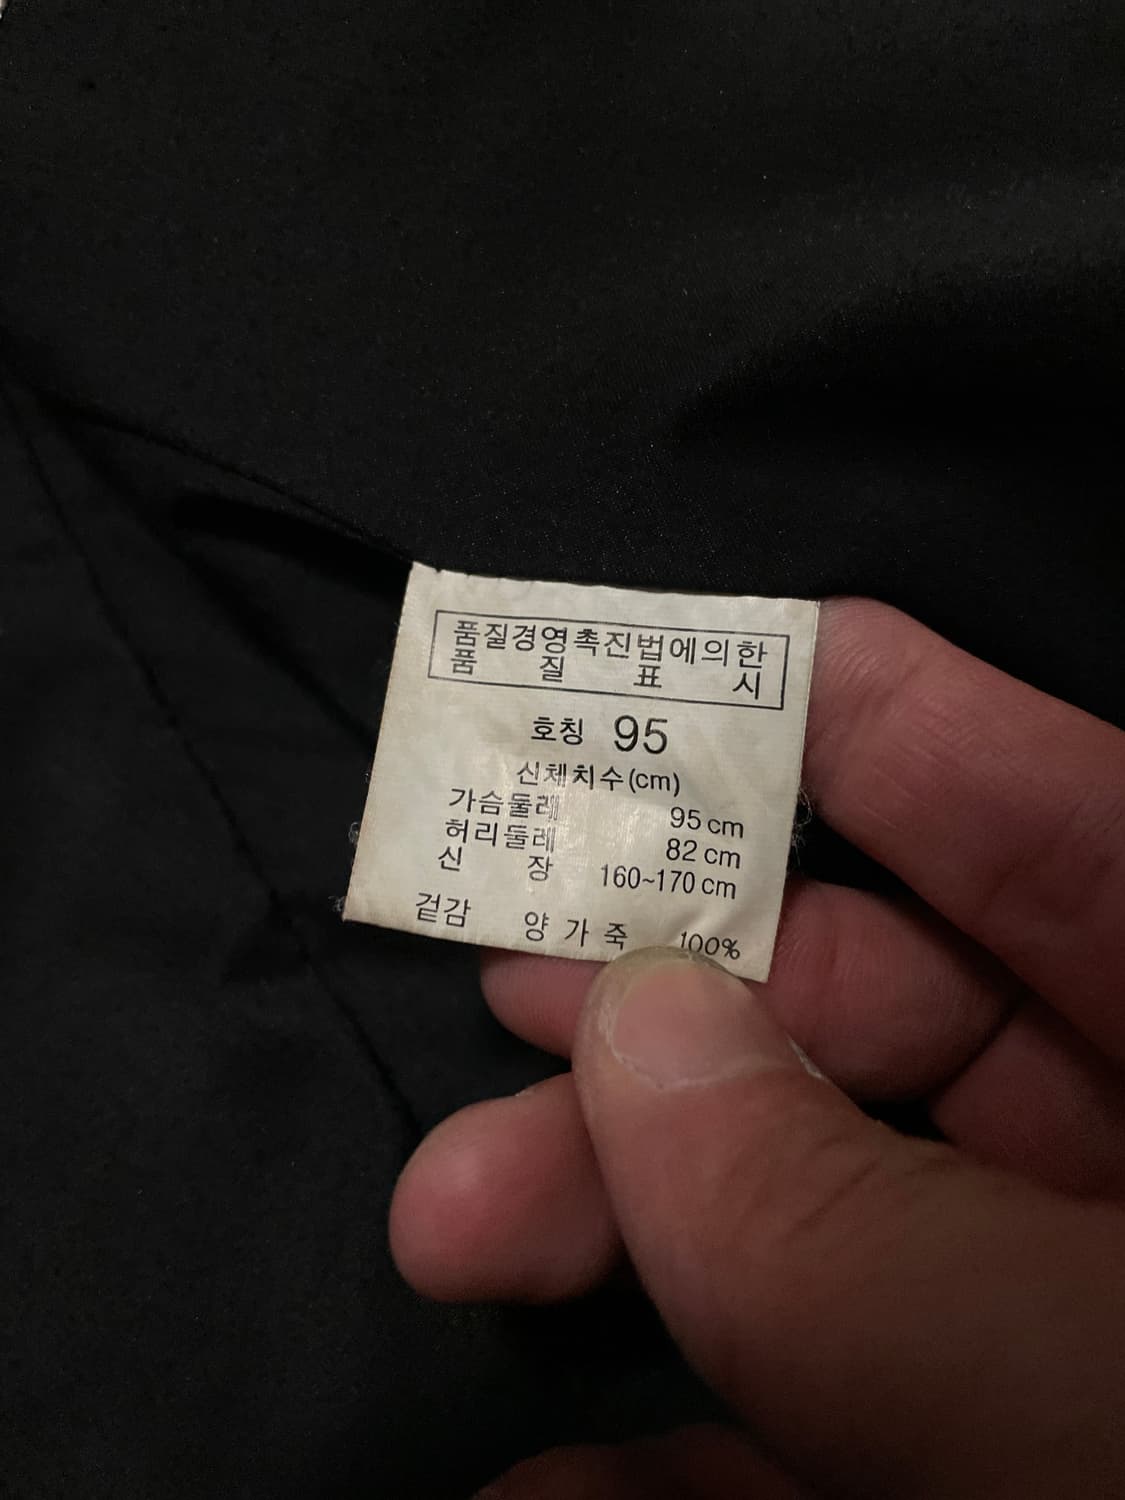 품질경영촉진법에의한
품 질 표 시
호칭 95
신체치수(cm)
가슴둘레 95 cm
허리둘레 82 cm
신 장 160~170 cm
겉감 양 가 죽 100%